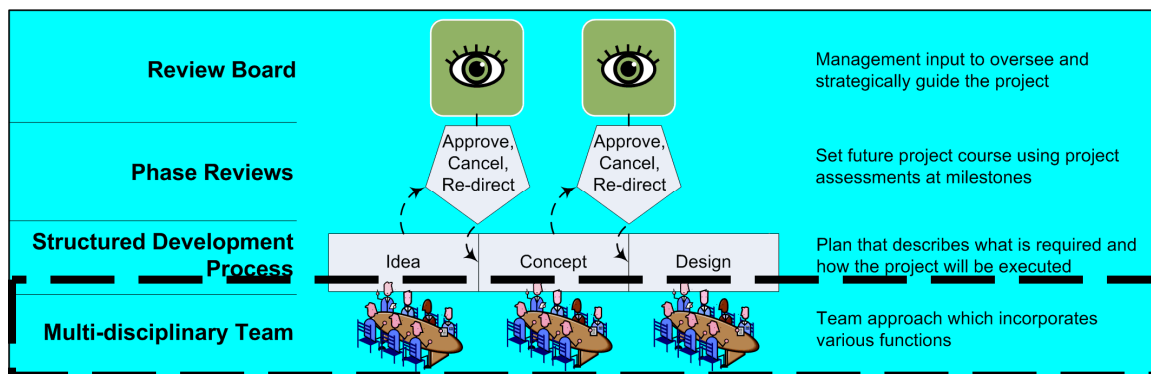 Review Board
Management input to oversee and
strategically guide the project
Approve,
Cancel,
Re-direct
Approve,
Cancel,
Re-direct
Phase Reviews
Set future project course using project
assessments at milestones
Structured Development
Process
Idea
Concept
Design
Plan that describes what is required and
how the project will be executed
Multi-disciplinary Team
Team approach which incorporates
various functions